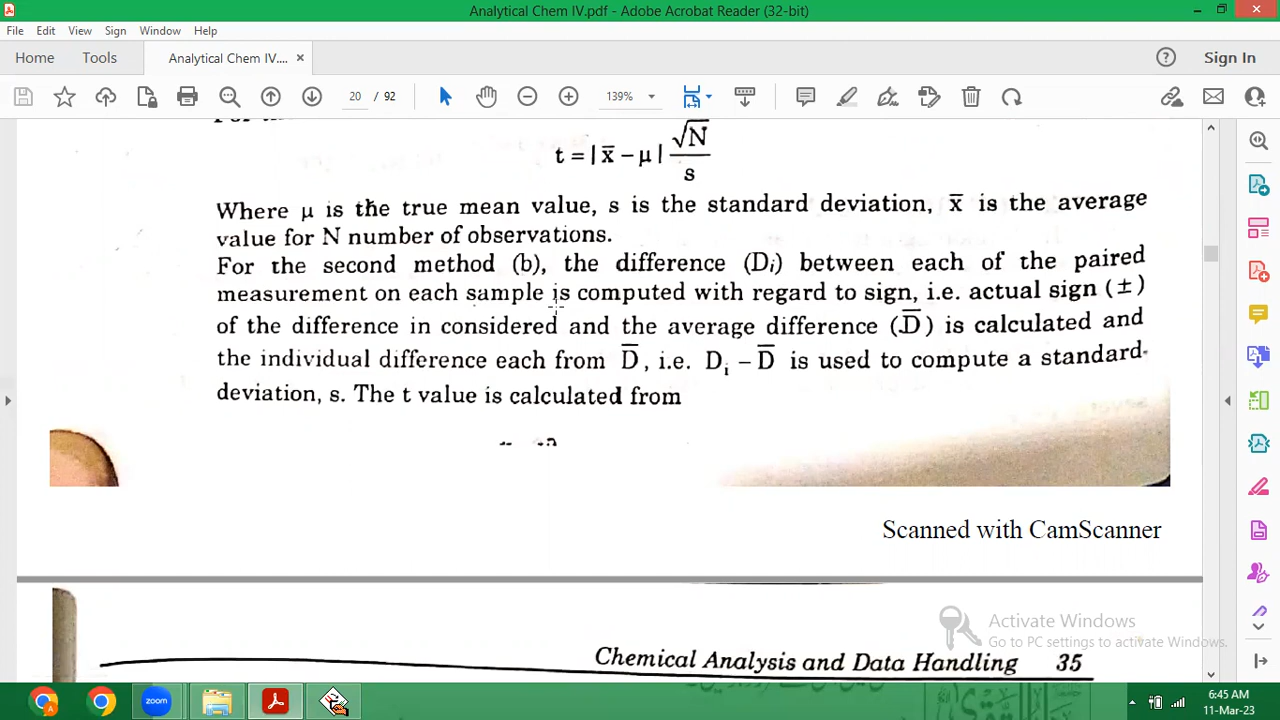 Analytical Chem IV.pdf - Adobe Acrobat Reader (32-bit)
File Edit View Sign Window Help
Home Tools Analytical Chem IV.... × Sign In
20 / 92 139%
t = | x̄ − μ | √N / s
Where μ is the true mean value, s is the standard deviation, x̄ is the average
value for N number of observations.
For the second method (b), the difference (Di) between each of the paired
measurement on each sample is computed with regard to sign, i.e. actual sign (±)
of the difference in considered and the average difference (D̄) is calculated and
the individual difference each from D̄, i.e. Di − D̄ is used to compute a standard
deviation, s. The t value is calculated from
Scanned with CamScanner
Activate Windows
Go to PC settings to activate Windows.
Chemical Analysis and Data Handling 35
zoom
6:45 AM
11-Mar-23